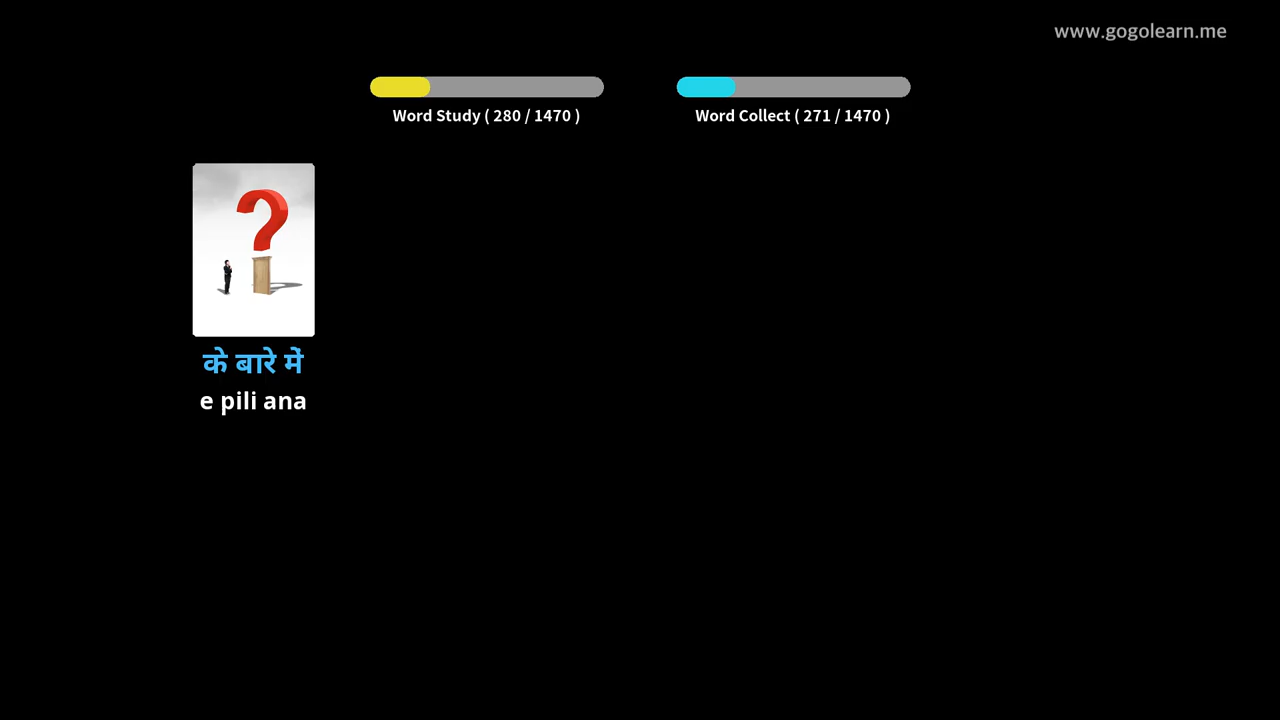 www.gogolearn.me
Word Study ( 280 / 1470 )
Word Collect ( 271 / 1470 )
के बारे में
e pili ana